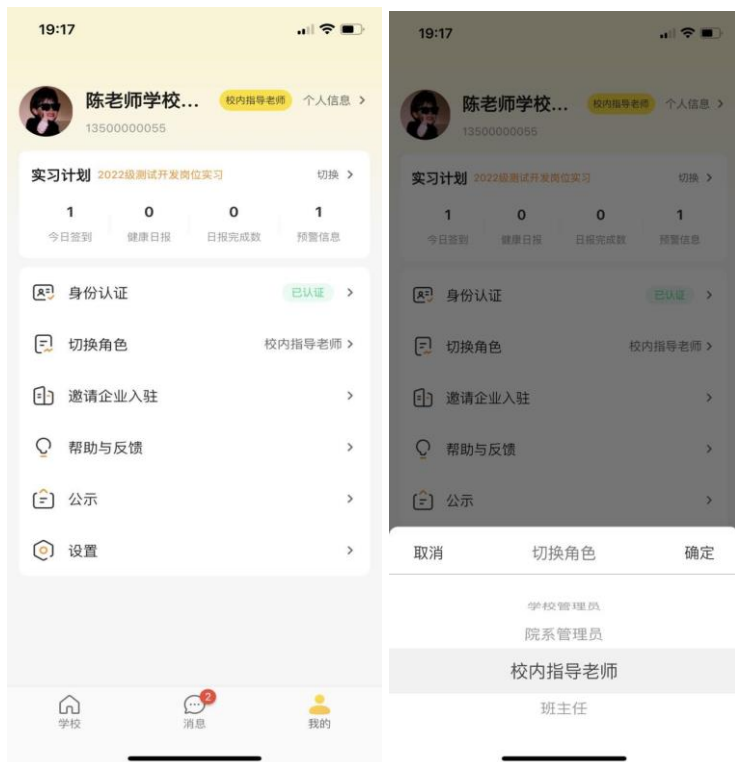 19:17
陈老师学校... 校内指导老师 个人信息
13500000055
实习计划 2022级测试开发岗位实习 切换
1 0 0 1
今日签到 健康日报 日报完成数 预警信息
身份认证 已认证
切换角色 校内指导老师
邀请企业入驻
帮助与反馈
公示
设置
2
学校 消息 我的
19:17
陈老师学校... 校内指导老师 个人信息
13500000055
实习计划 2022级测试开发岗位实习 切换
1 0 0 1
今日签到 健康日报 日报完成数 预警信息
身份认证 已认证
切换角色 校内指导老师
邀请企业入驻
帮助与反馈
公示
取消 切换角色 确定
学校管理员
院系管理员
校内指导老师
班主任